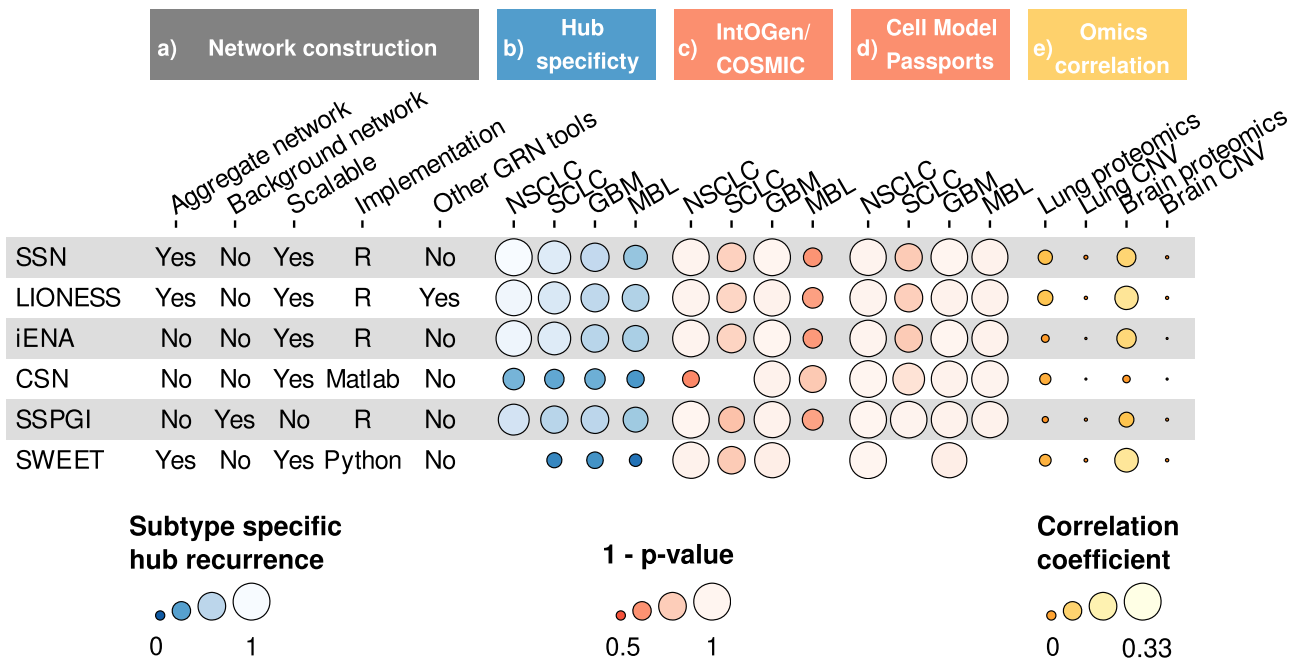 a) Network construction
b) Hub specificty
c) IntOGen/ COSMIC
d) Cell Model Passports
e) Omics correlation
Aggregate network
Background network
Scalable
Implementation
Other GRN tools
NSCLC
SCLC
GBM
MBL
NSCLC
SCLC
GBM
MBL
NSCLC
SCLC
GBM
MBL
Lung proteomics
Lung CNV
Brain proteomics
Brain CNV
SSN Yes No Yes R No
LIONESS Yes No Yes R Yes
iENA No No Yes R No
CSN No No Yes Matlab No
SSPGI No Yes No R No
SWEET Yes No Yes Python No
Subtype specific
hub recurrence
0 1
1 - p-value
0.5 1
Correlation
coefficient
0 0.33